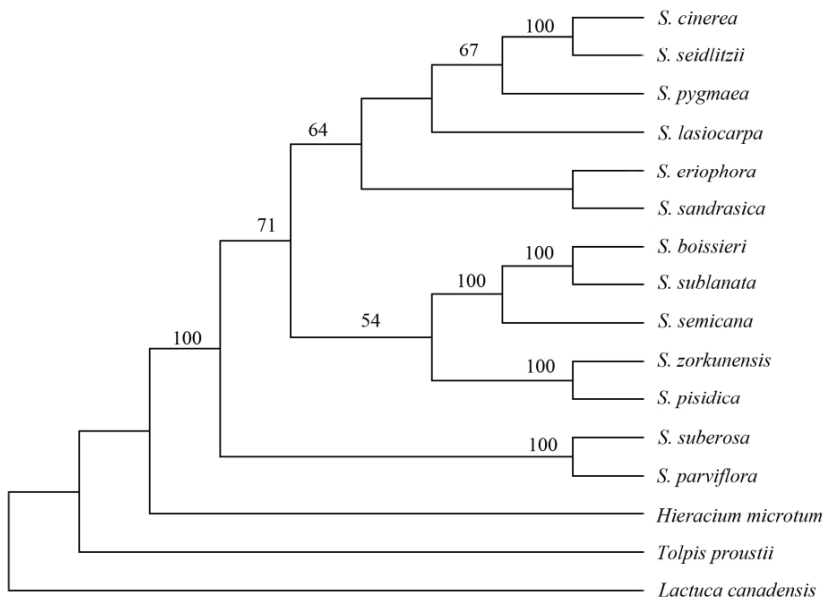 100
S. cinerea
67
S. seidlitzii
S. pygmaea
64
S. lasiocarpa
S. eriophora
S. sandrasica
71
S. boissieri
100
S. sublanata
100
54
S. semicana
S. zorkunensis
100
100
S. pisidica
S. suberosa
100
S. parviflora
Hieracium microtum
Tolpis proustii
Lactuca canadensis